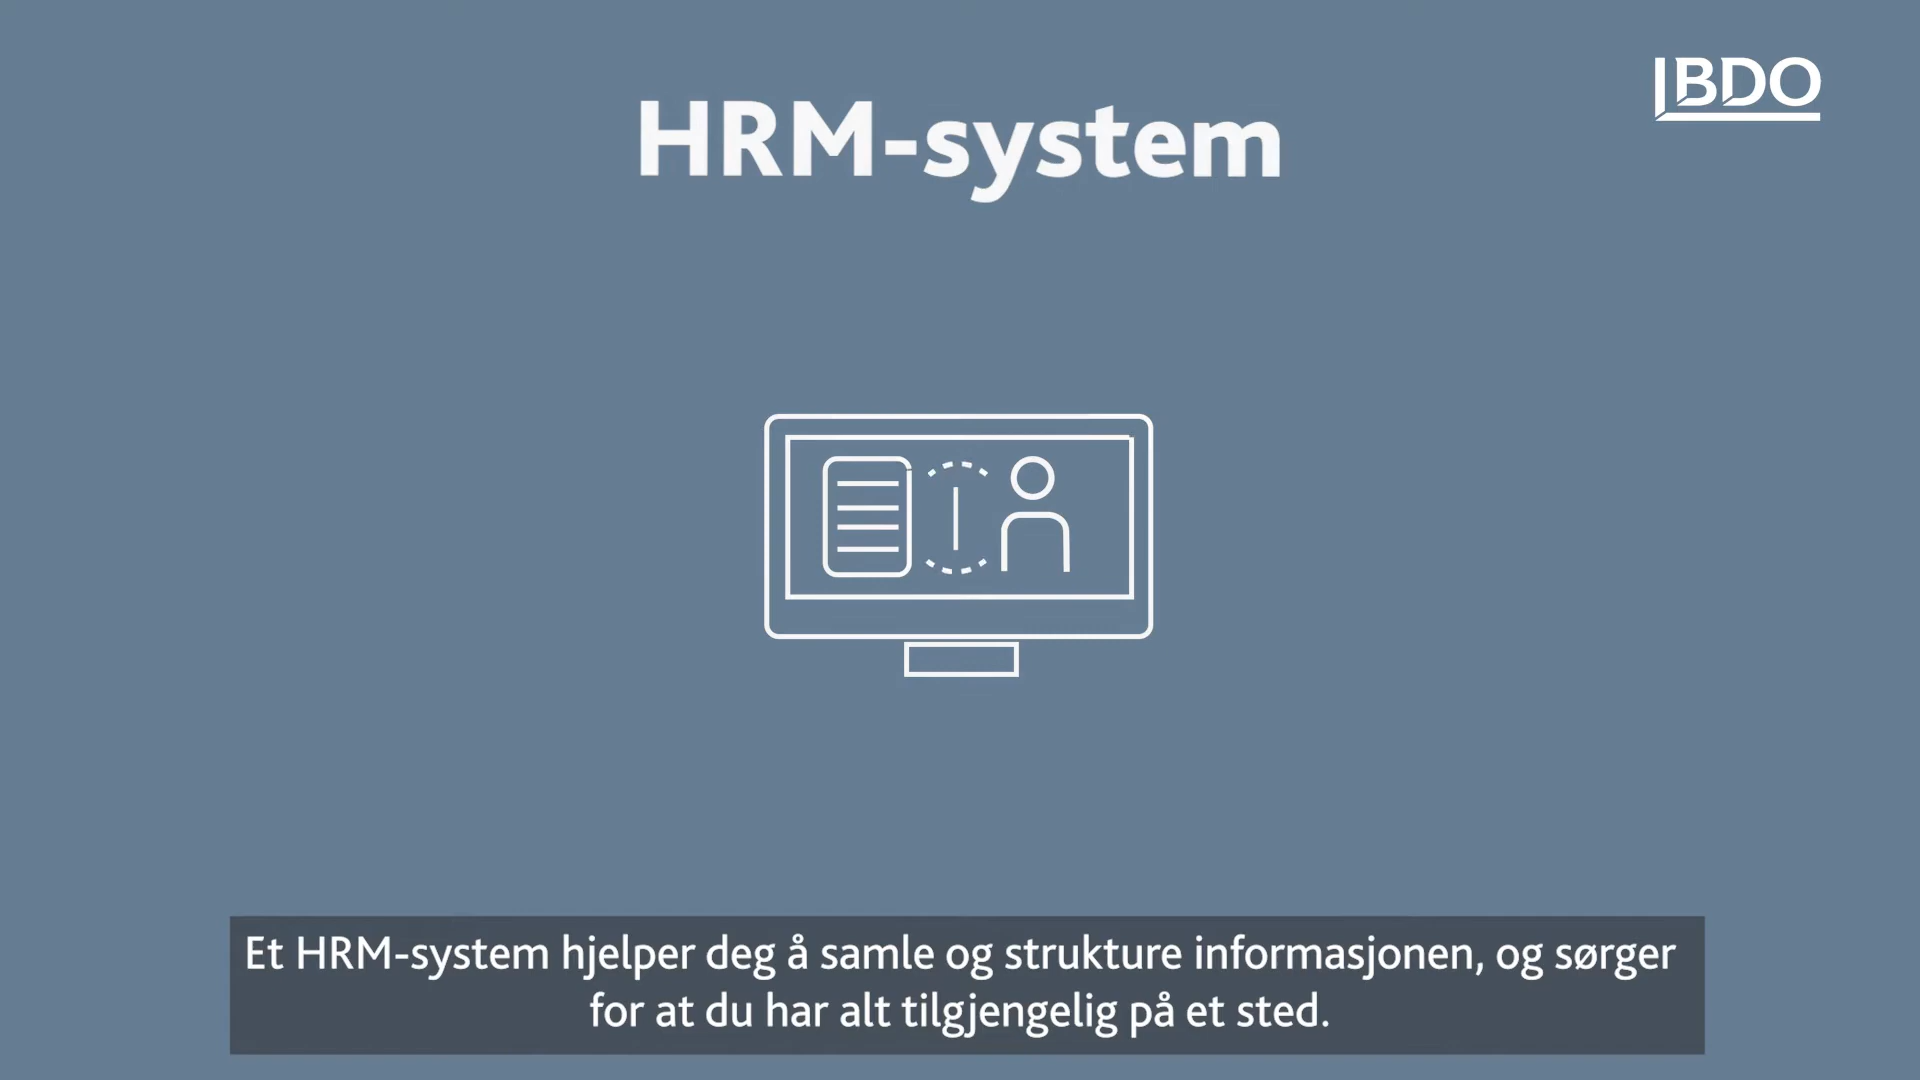 BDO
HRM-system
Et HRM-system hjelper deg å samle og strukture informasjonen, og sørger
for at du har alt tilgjengelig på et sted.